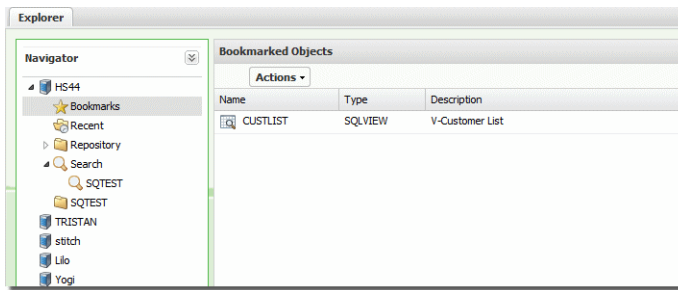 Explorer
Navigator
HS44
Bookmarks
Recent
Repository
Search
SQTEST
SQTEST
TRISTAN
stitch
Lilo
Yogi
Bookmarked Objects
Actions
Name Type Description
CUSTLIST SQLVIEW V-Customer List